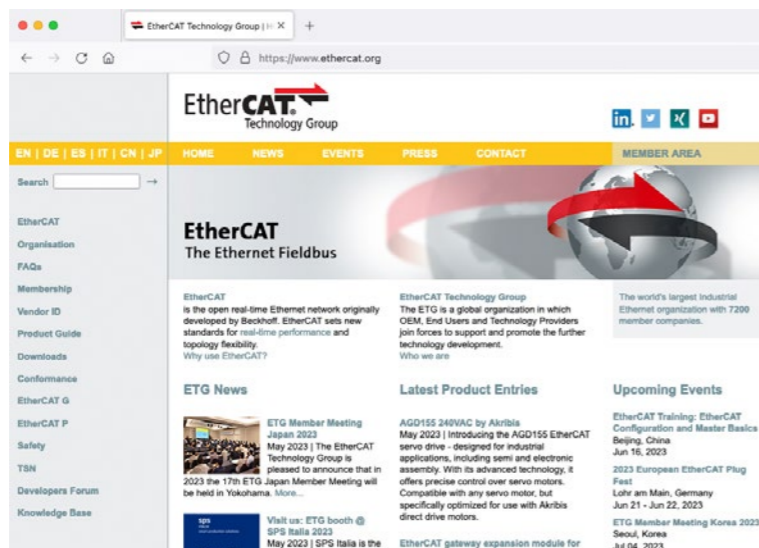 EtherCAT Technology Group | H
https://www.ethercat.org
EtherCAT®
Technology Group
in
EN | DE | ES | IT | CN | JP
HOME
NEWS
EVENTS
PRESS
CONTACT
MEMBER AREA
Search
EtherCAT
Organisation
FAQs
Membership
Vendor ID
Product Guide
Downloads
Conformance
EtherCAT G
EtherCAT P
Safety
TSN
Developers Forum
Knowledge Base
EtherCAT
The Ethernet Fieldbus
EtherCAT
is the open real-time Ethernet network originally
developed by Beckhoff. EtherCAT sets new
standards for real-time performance and
topology flexibility.
Why use EtherCAT?
EtherCAT Technology Group
The ETG is a global organization in which
OEM, End Users and Technology Providers
join forces to support and promote the further
technology development.
Who we are
The world's largest Industrial
Ethernet organization with 7200
member companies.
ETG News
ETG Member Meeting
Japan 2023
May 2023 | The EtherCAT
Technology Group is
pleased to announce that in
2023 the 17th ETG Japan Member Meeting will
be held in Yokohama. More...
sps
Visit us: ETG booth @
SPS Italia 2023
May 2023 | SPS Italia is the
Latest Product Entries
AGD155 240VAC by Akribis
May 2023 | Introducing the AGD155 EtherCAT
servo drive - designed for industrial
applications, including semi and electronic
assembly. With its advanced technology, it
offers precise control over servo motors.
Compatible with any servo motor, but
specifically optimized for use with Akribis
direct drive motors.
EtherCAT gateway expansion module for
Upcoming Events
EtherCAT Training: EtherCAT
Configuration and Master Basics
Beijing, China
Jun 16, 2023
2023 European EtherCAT Plug
Fest
Lohr am Main, Germany
Jun 21 - Jun 22, 2023
ETG Member Meeting Korea 2023
Seoul, Korea
Jul 04, 2023